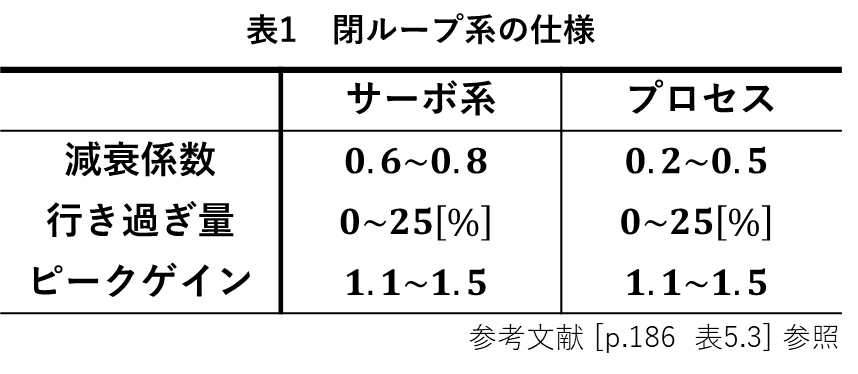 表1　閉ループ系の仕様
サーボ系 プロセス
減衰係数 0.6~0.8 0.2~0.5
行き過ぎ量 0~25[%] 0~25[%]
ピークゲイン 1.1~1.5 1.1~1.5
参考文献 [p.186 表5.3] 参照